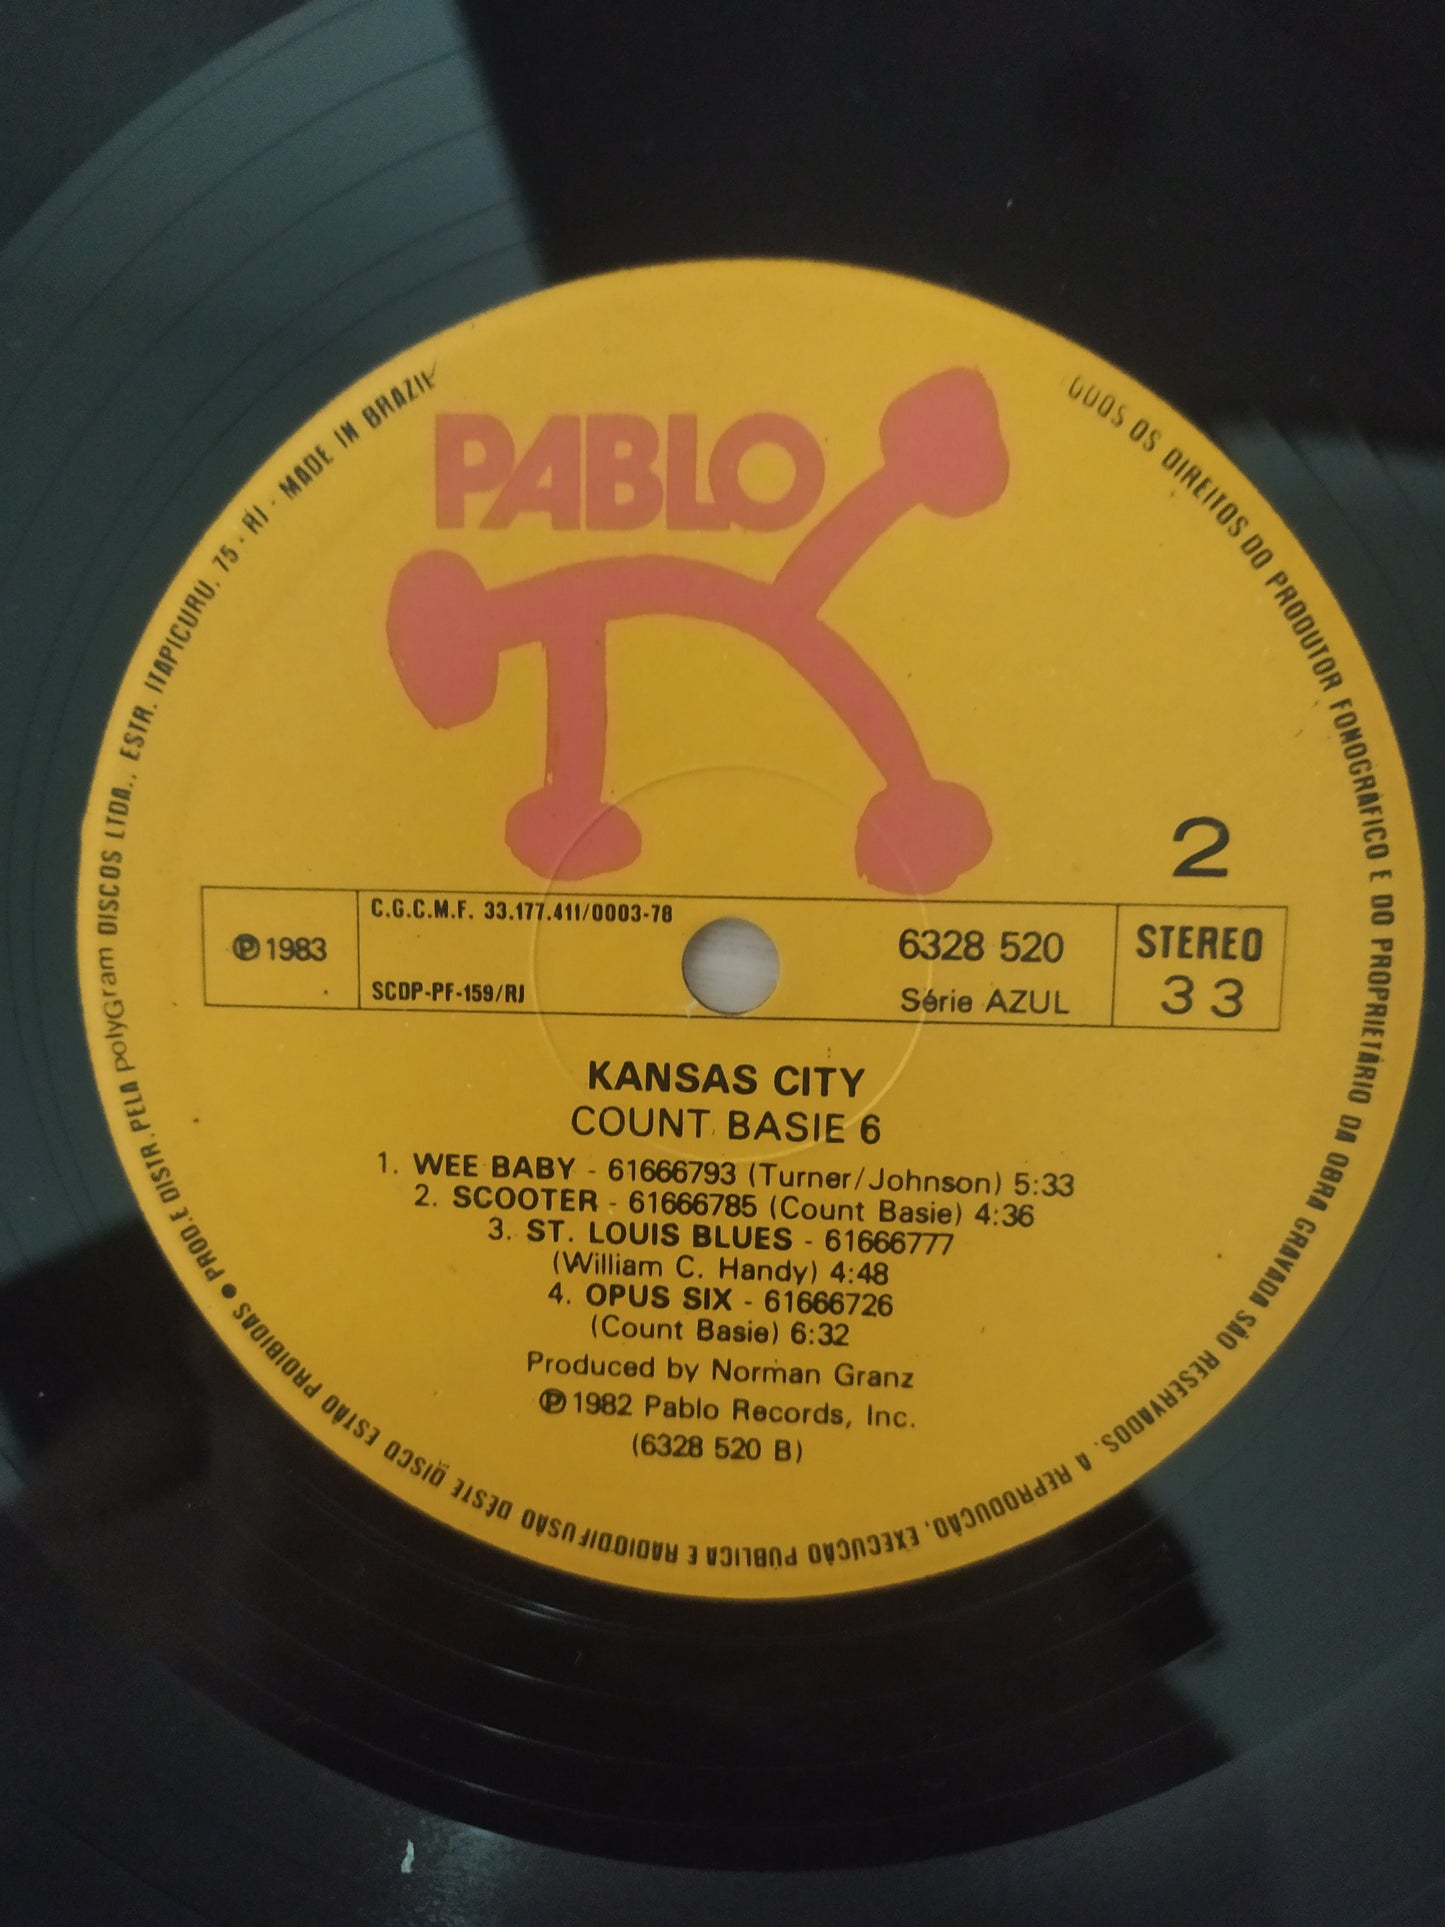 PABLO
2
℗ 1983
C.G.C.M.F. 33.177.411/0003-78
SCDP-PF-159/RJ
6328 520
Série AZUL
STEREO
33
KANSAS CITY
COUNT BASIE 6
1. WEE BABY - 61666793 (Turner/Johnson) 5:33
2. SCOOTER - 61666785 (Count Basie) 4:36
3. ST. LOUIS BLUES - 61666777
(William C. Handy) 4:48
4. OPUS SIX - 61666726
(Count Basie) 6:32
Produced by Norman Granz
℗ 1982 Pablo Records, Inc.
(6328 520 B)
ODOS OS DIREITOS DO PRODUTOR FONOGRÁFICO E DO PROPRIETÁRIO DA OBRA GRAVADA SÃO RESERVADOS. A REPRODUÇÃO, EXECUÇÃO PÚBLICA E RADIODIFUSÃO DESTE DISCO ESTÃO PROIBIDAS ● PROD. E DISTR. PELA PolyGram DISCOS LTDA., ESTR. ITAPICURU, 75 - RJ - MADE IN BRAZIL